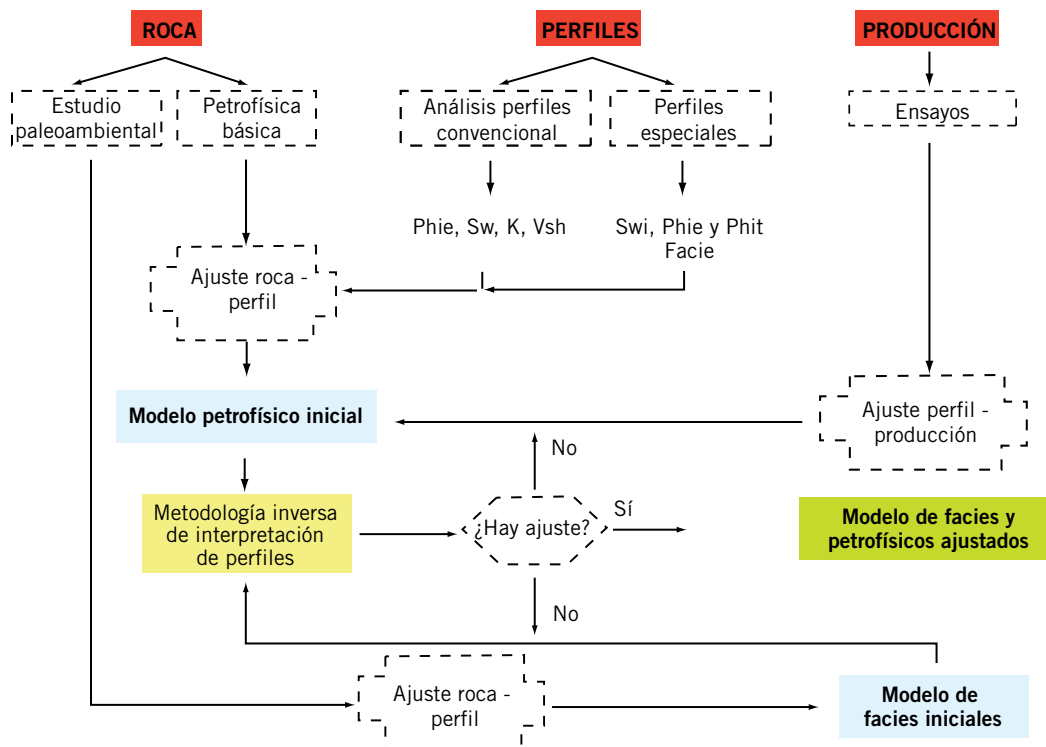 ROCA
PERFILES
PRODUCCIÓN
Estudio
paleoambiental
Petrofísica
básica
Análisis perfiles
convencional
Perfiles
especiales
Ensayos
Phie, Sw, K, Vsh
Swi, Phie y Phit
Facie
Ajuste roca -
perfil
Modelo petrofísico inicial
Ajuste perfil -
producción
No
Metodología inversa
de interpretación
de perfiles
¿Hay ajuste?
Sí
Modelo de facies y
petrofísicos ajustados
No
Ajuste roca -
perfil
Modelo de
facies iniciales